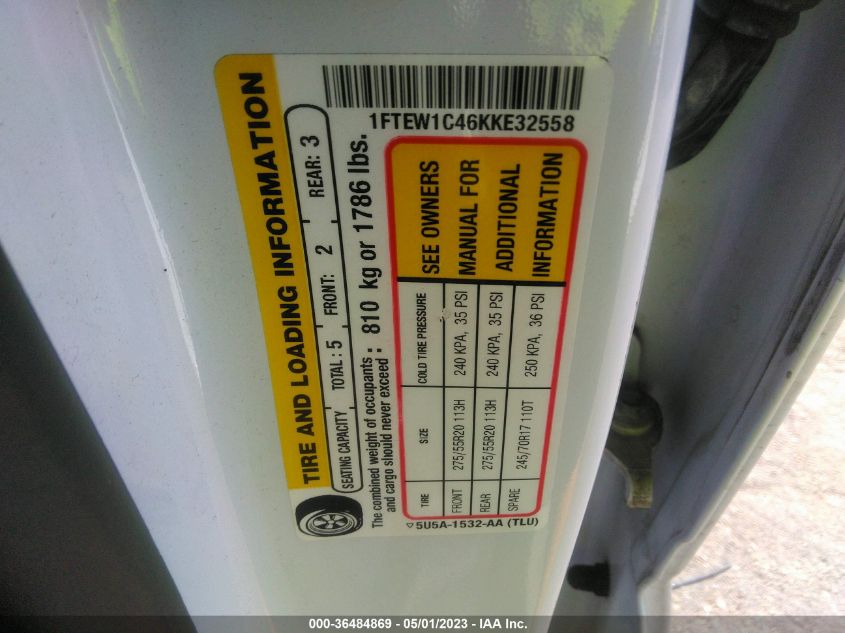 1FTEW1C46KKE32558
TIRE AND LOADING INFORMATION
SEATING CAPACITY TOTAL : 5 FRONT: 2 REAR: 3
The combined weight of occupants : 810 kg or 1786 lbs.
and cargo should never exceed
TIRE SIZE COLD TIRE PRESSURE
FRONT 275/55R20 113H 240 KPA, 35 PSI
REAR 275/55R20 113H 240 KPA, 35 PSI
SPARE 245/70R17 110T 250 KPA, 36 PSI
SEE OWNERS
MANUAL FOR
ADDITIONAL
INFORMATION
5U5A-1532-AA (TLU)
000-36484869 - 05/01/2023 - IAA Inc.